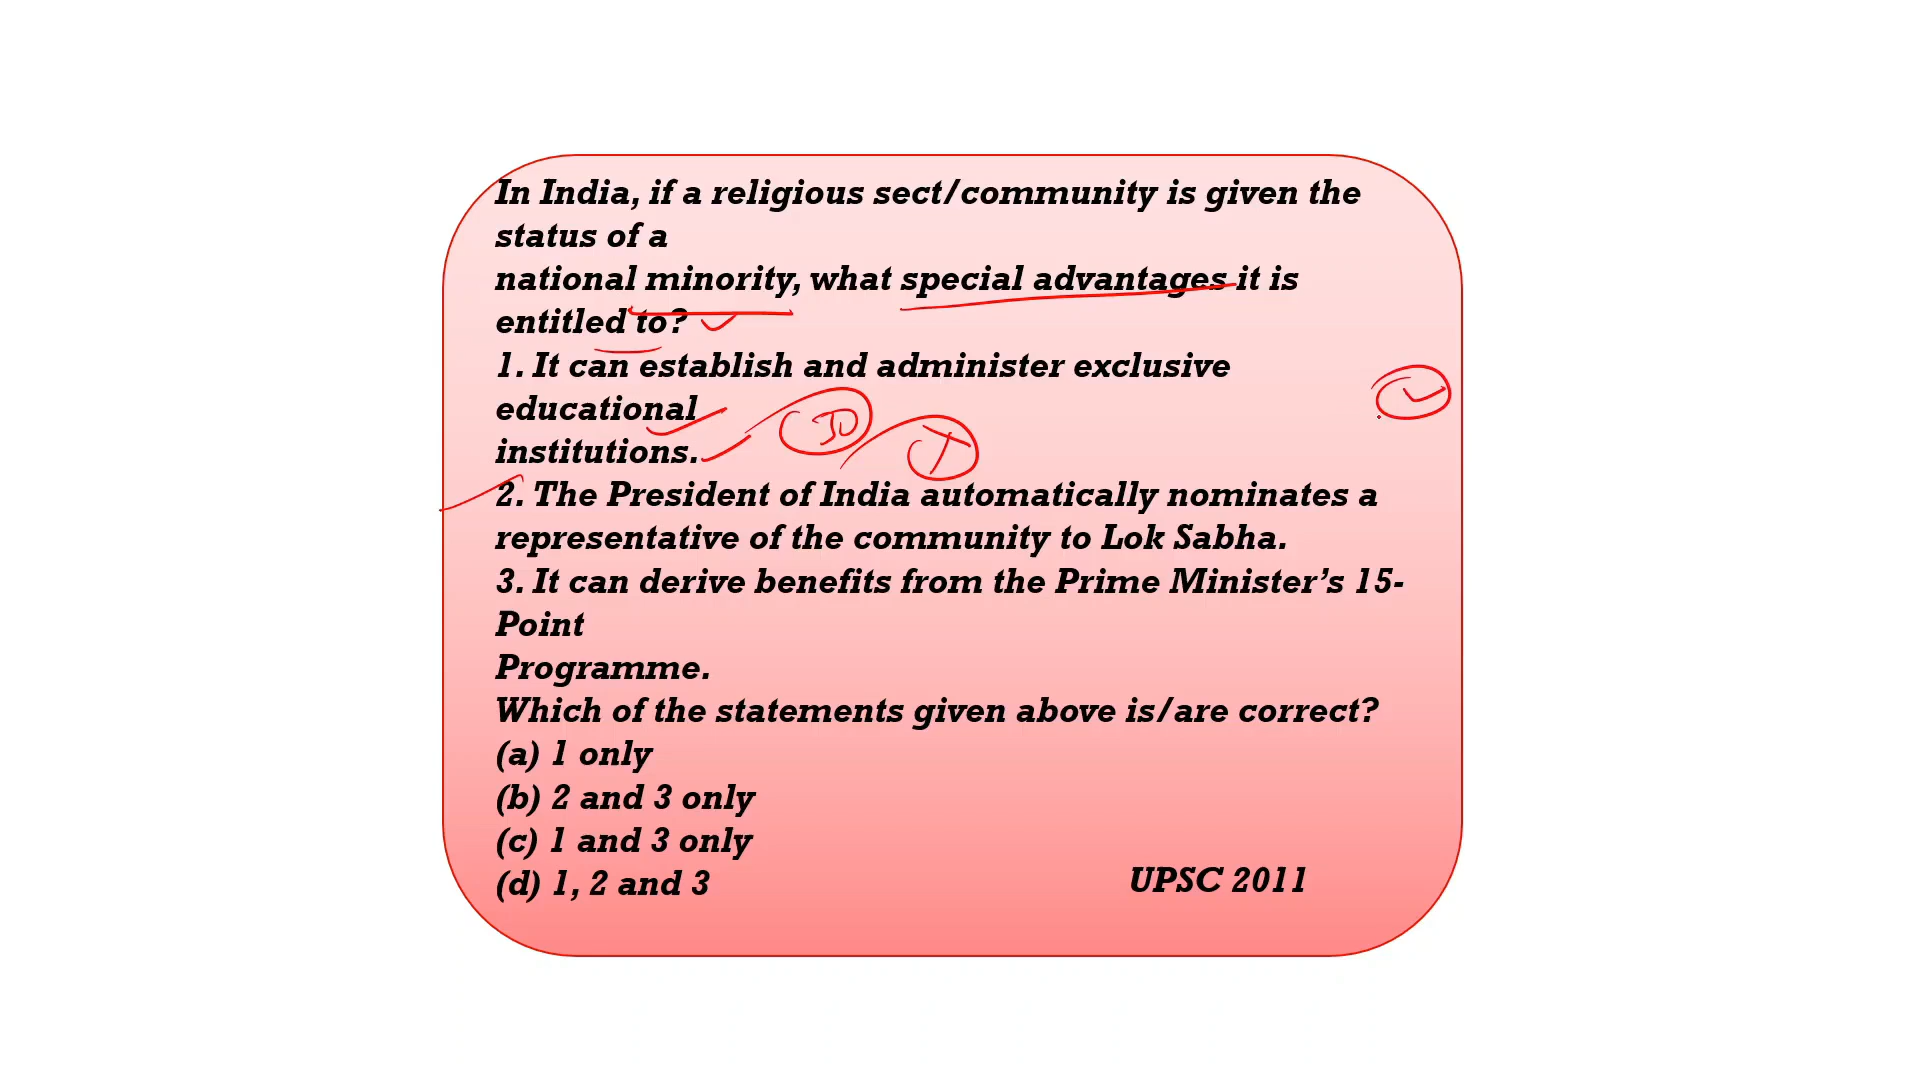 In India, if a religious sect/community is given the
status of a
national minority, what special advantages it is
entitled to?
1. It can establish and administer exclusive
educational
institutions.
2. The President of India automatically nominates a
representative of the community to Lok Sabha.
3. It can derive benefits from the Prime Minister’s 15-
Point
Programme.
Which of the statements given above is/are correct?
(a) 1 only
(b) 2 and 3 only
(c) 1 and 3 only
(d) 1, 2 and 3
UPSC 2011